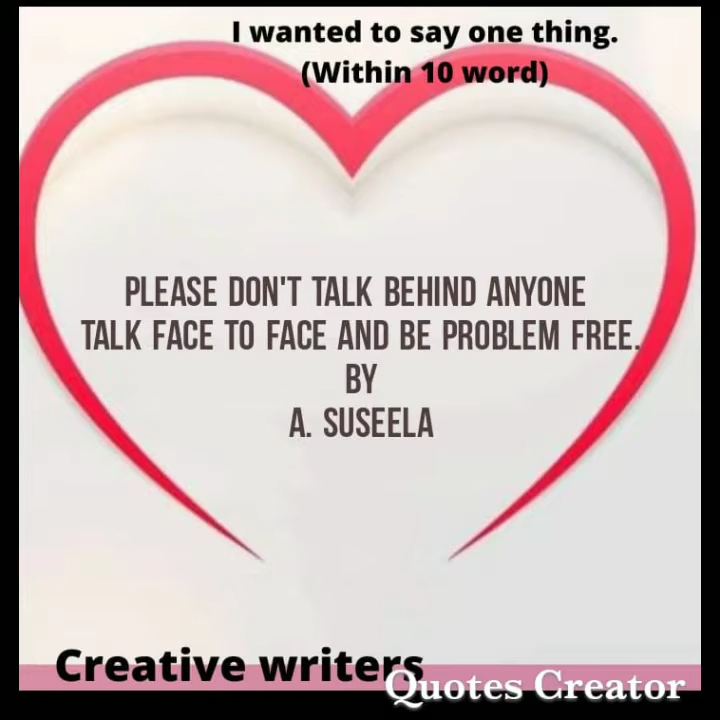 I wanted to say one thing.
(Within 10 word)
PLEASE DON'T TALK BEHIND ANYONE
TALK FACE TO FACE AND BE PROBLEM FREE.
BY
A. SUSEELA
Creative writers
Quotes Creator